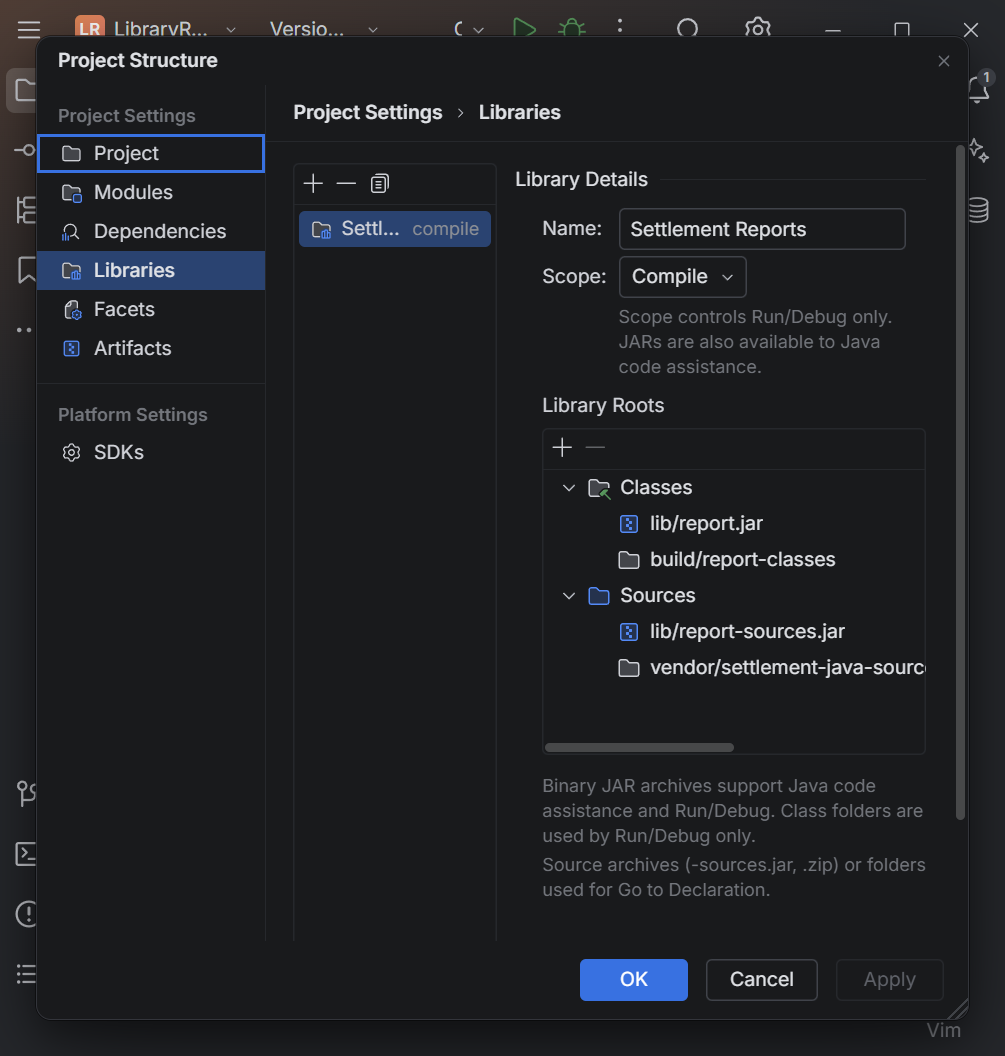 LR LibraryR... Versio... C
Project Structure
1
Project Settings
Project
Modules
Dependencies
Libraries
Facets
Artifacts
Platform Settings
SDKs
Project Settings › Libraries
Settl... compile
Library Details
Name: Settlement Reports
Scope: Compile
Scope controls Run/Debug only.
JARs are also available to Java
code assistance.
Library Roots
Classes
lib/report.jar
build/report-classes
Sources
lib/report-sources.jar
vendor/settlement-java-sourc
Binary JAR archives support Java code
assistance and Run/Debug. Class folders are
used by Run/Debug only.
Source archives (-sources.jar, .zip) or folders
used for Go to Declaration.
OK Cancel Apply
Vim